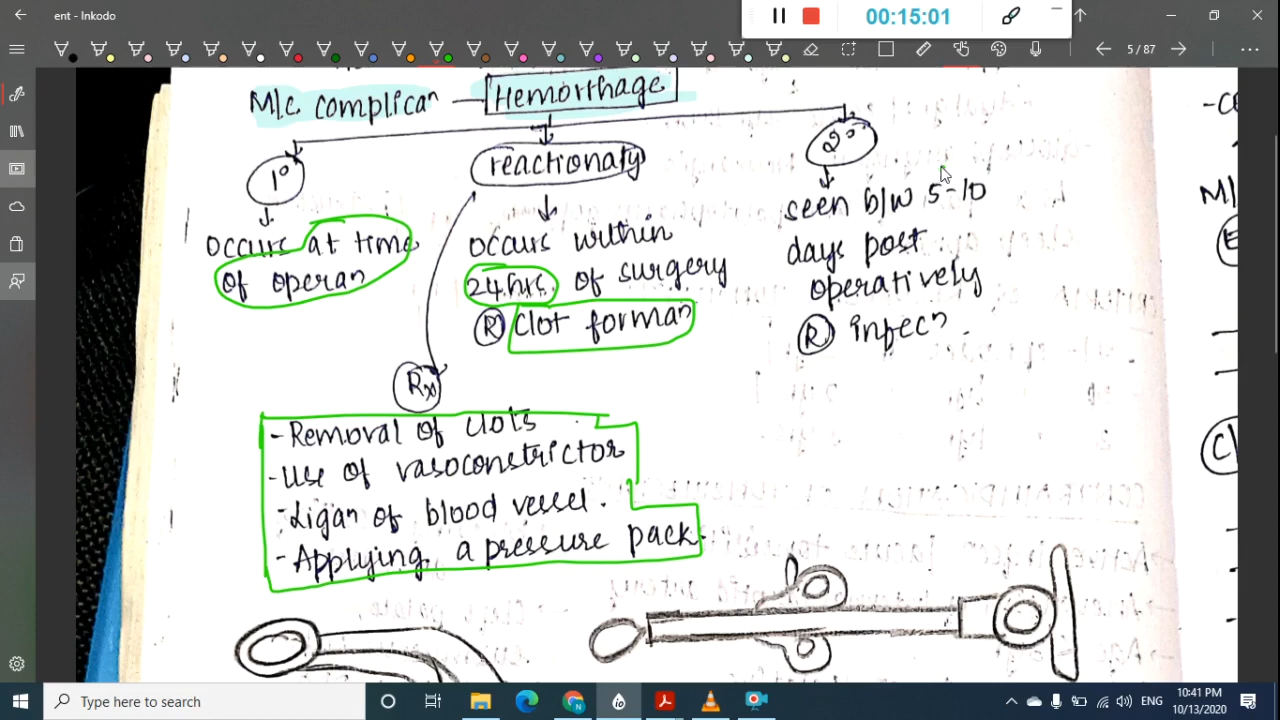 ent - Inkodo
00:15:01
5 / 87
M/c complican — Hemorrhage
1°
reactionary
2°
occurs at time
of operan
occurs within
24 hrs. of surgery
(R) Clot forman
seen b/w 5-10
days post
operatively
(R) infecn
Rx
- Removal of clots
- Use of vasoconstrictor
- Ligan of blood vessel.
- Applying a pressure pack.
M/
Type here to search
ENG
10:41 PM
10/13/2020